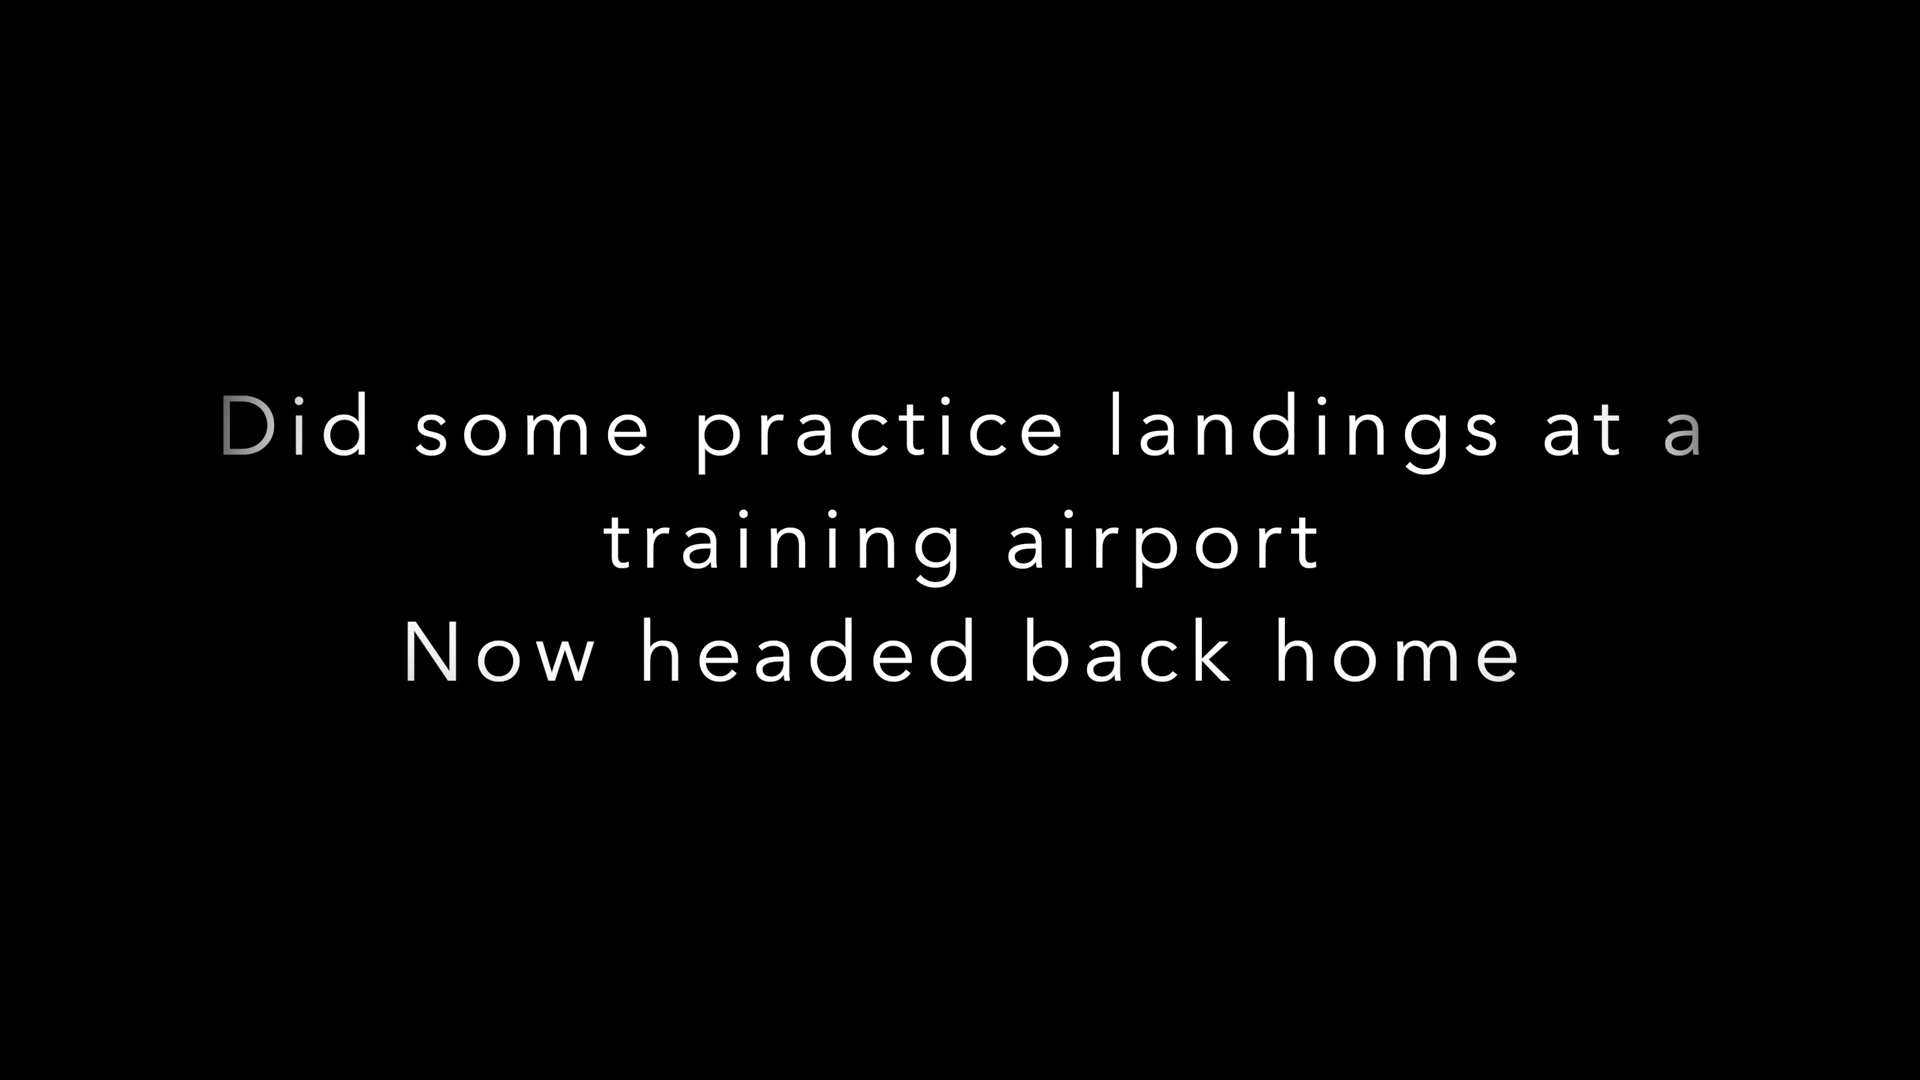 Did some practice landings at a
training airport
Now headed back home